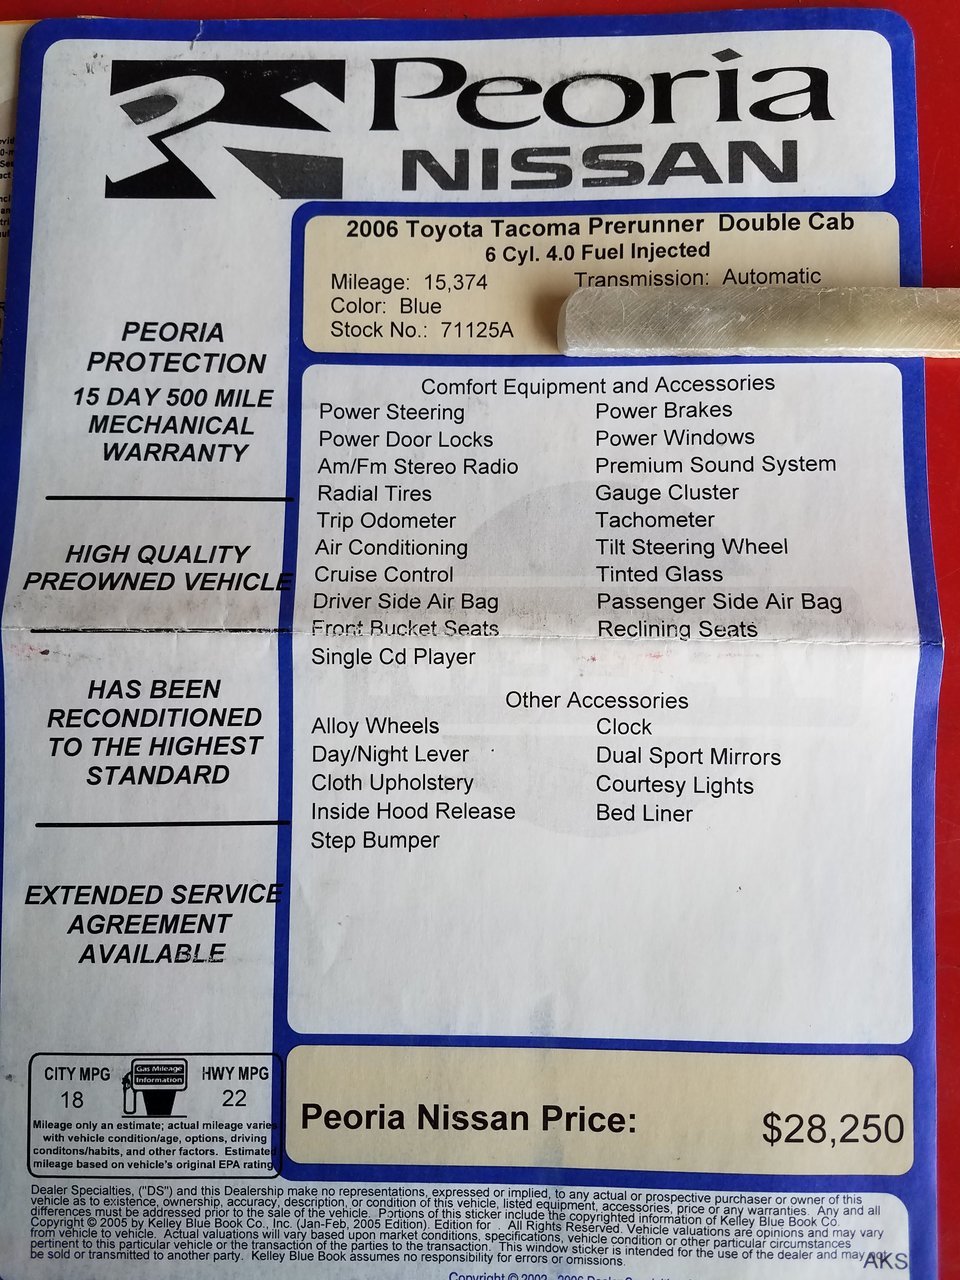 Peoria
NISSAN
2006 Toyota Tacoma Prerunner Double Cab
6 Cyl. 4.0 Fuel Injected
Mileage: 15,374 Transmission: Automatic
Color: Blue
Stock No.: 71125A
PEORIA
PROTECTION
15 DAY 500 MILE
MECHANICAL
WARRANTY
HIGH QUALITY
PREOWNED VEHICLE
HAS BEEN
RECONDITIONED
TO THE HIGHEST
STANDARD
EXTENDED SERVICE
AGREEMENT
AVAILABLE
Comfort Equipment and Accessories
Power Steering Power Brakes
Power Door Locks Power Windows
Am/Fm Stereo Radio Premium Sound System
Radial Tires Gauge Cluster
Trip Odometer Tachometer
Air Conditioning Tilt Steering Wheel
Cruise Control Tinted Glass
Driver Side Air Bag Passenger Side Air Bag
Front Bucket Seats Reclining Seats
Single Cd Player
Other Accessories
Alloy Wheels Clock
Day/Night Lever Dual Sport Mirrors
Cloth Upholstery Courtesy Lights
Inside Hood Release Bed Liner
Step Bumper
CITY MPG Gas Mileage Information HWY MPG
18 22
Mileage only an estimate; actual mileage varies
with vehicle condition/age, options, driving
conditons/habits, and other factors. Estimated
mileage based on vehicle's original EPA rating
Peoria Nissan Price: $28,250
Dealer Specialties, ("DS") and this Dealership make no representations, expressed or implied, to any actual or prospective purchaser or owner of this
vehicle as to existence, ownership, accuracy, description, or condition of this vehicle, listed equipment, accessories, price or any warranties. Any and all
differences must be addressed prior to the sale of the vehicle. Portions of this sticker include the copyrighted information of Kelley Blue Book Co.
Copyright © 2005 by Kelley Blue Book Co., Inc. (Jan-Feb, 2005 Edition). Edition for . All Rights Reserved. Vehicle valuations are opinions and may vary
from vehicle to vehicle. Actual valuations will vary based upon market conditions, specifications, vehicle condition or other particular circumstances
pertinent to this particular vehicle or the transaction of the parties to the transaction. This window sticker is intended for the use of the dealer and may not
be sold or transmitted to another party. Kelley Blue Book assumes no responsibility for errors or omissions.
AKS